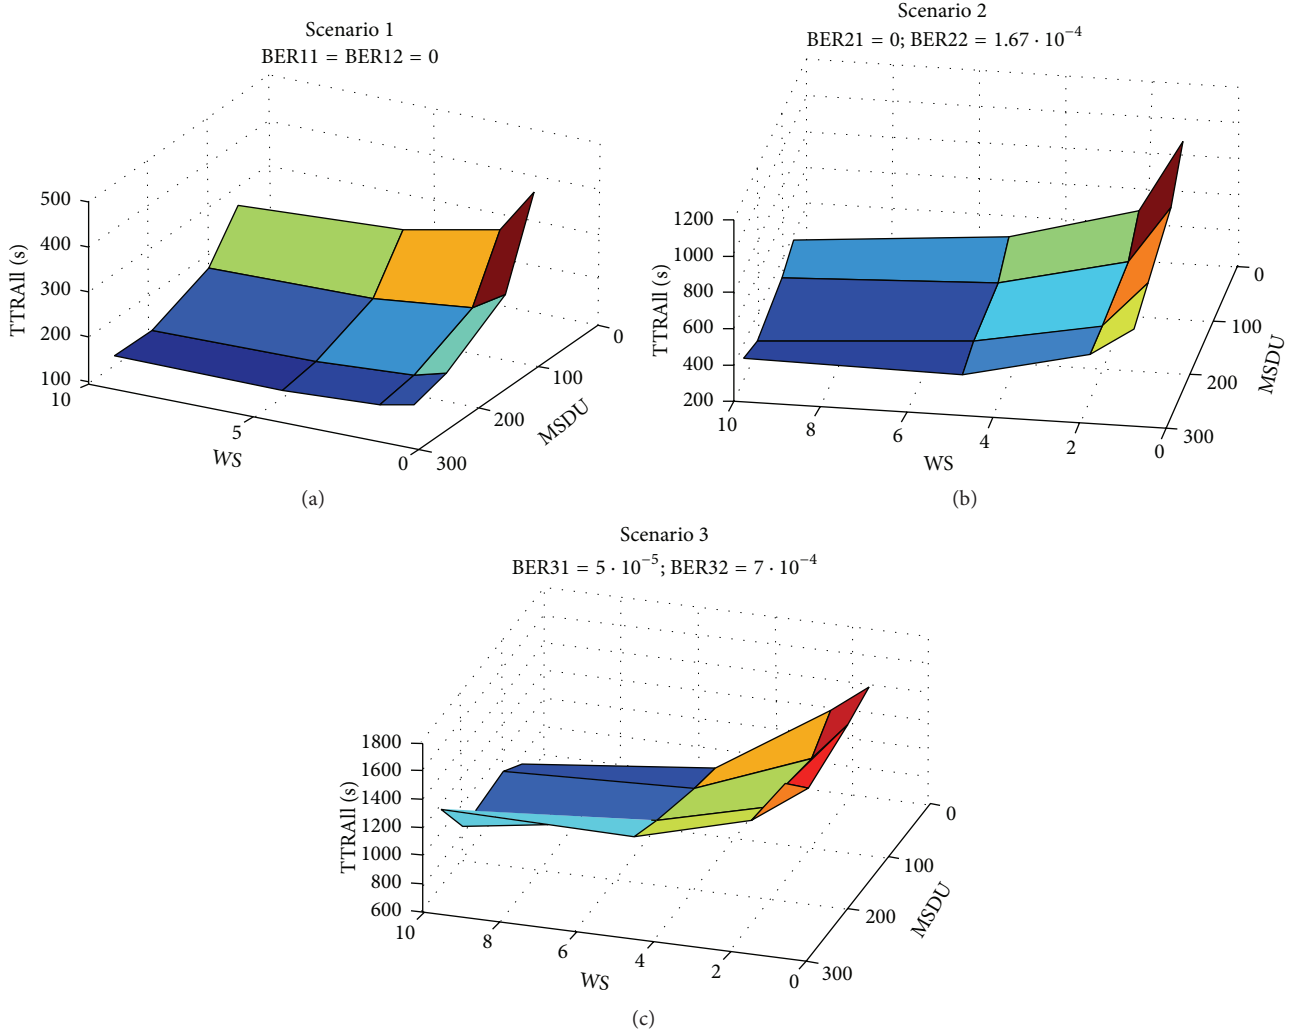 Scenario 1
BER11 = BER12 = 0
500
400
300
200
100
TTRAll (s)
10
5
0
WS
0
100
200
300
MSDU
(a)
Scenario 2
BER21 = 0; BER22 = 1.67 · 10⁻⁴
1200
1000
800
600
400
200
TTRAll (s)
10
8
6
4
2
0
WS
0
100
200
300
MSDU
(b)
Scenario 3
BER31 = 5 · 10⁻⁵; BER32 = 7 · 10⁻⁴
1800
1600
1400
1200
1000
800
600
TTRAll (s)
10
8
6
4
2
0
WS
0
100
200
300
MSDU
(c)